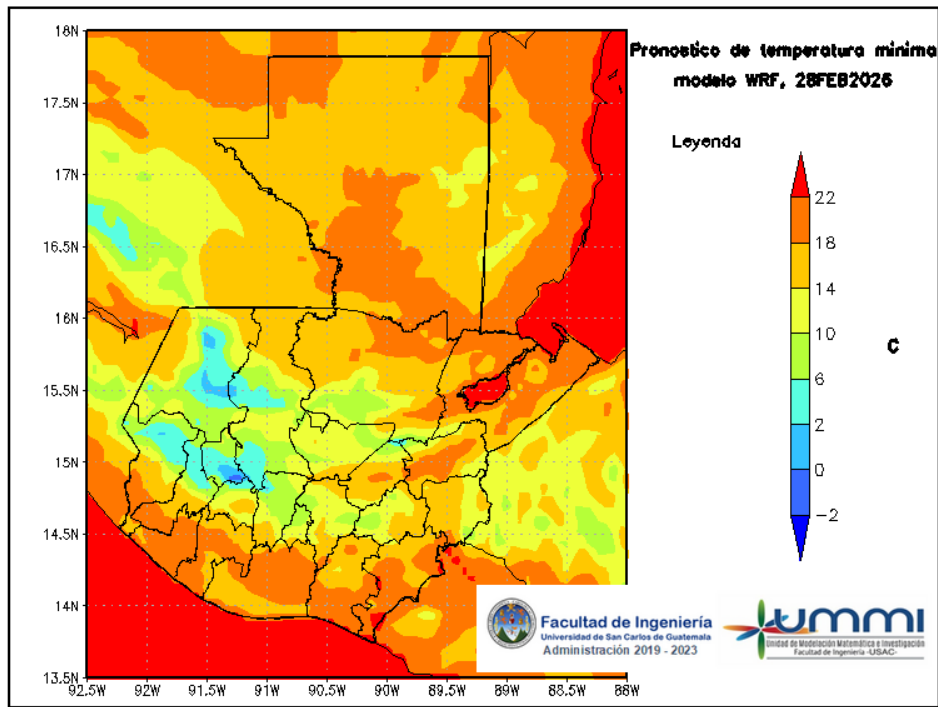 Pronostico de temperatura minima
modelo WRF, 28FEB2026
Leyenda
22
18
14
10
6
2
0
-2
C
18N
17.5N
17N
16.5N
16N
15.5N
15N
14.5N
14N
13.5N
92.5W 92W 91.5W 91W 90.5W 90W 89.5W 89W 88.5W 88W
Facultad de Ingeniería
Universidad de San Carlos de Guatemala
Administración 2019 - 2023
UMMI
Unidad de Modelación Matemática e Investigación
Facultad de Ingeniería -USAC-